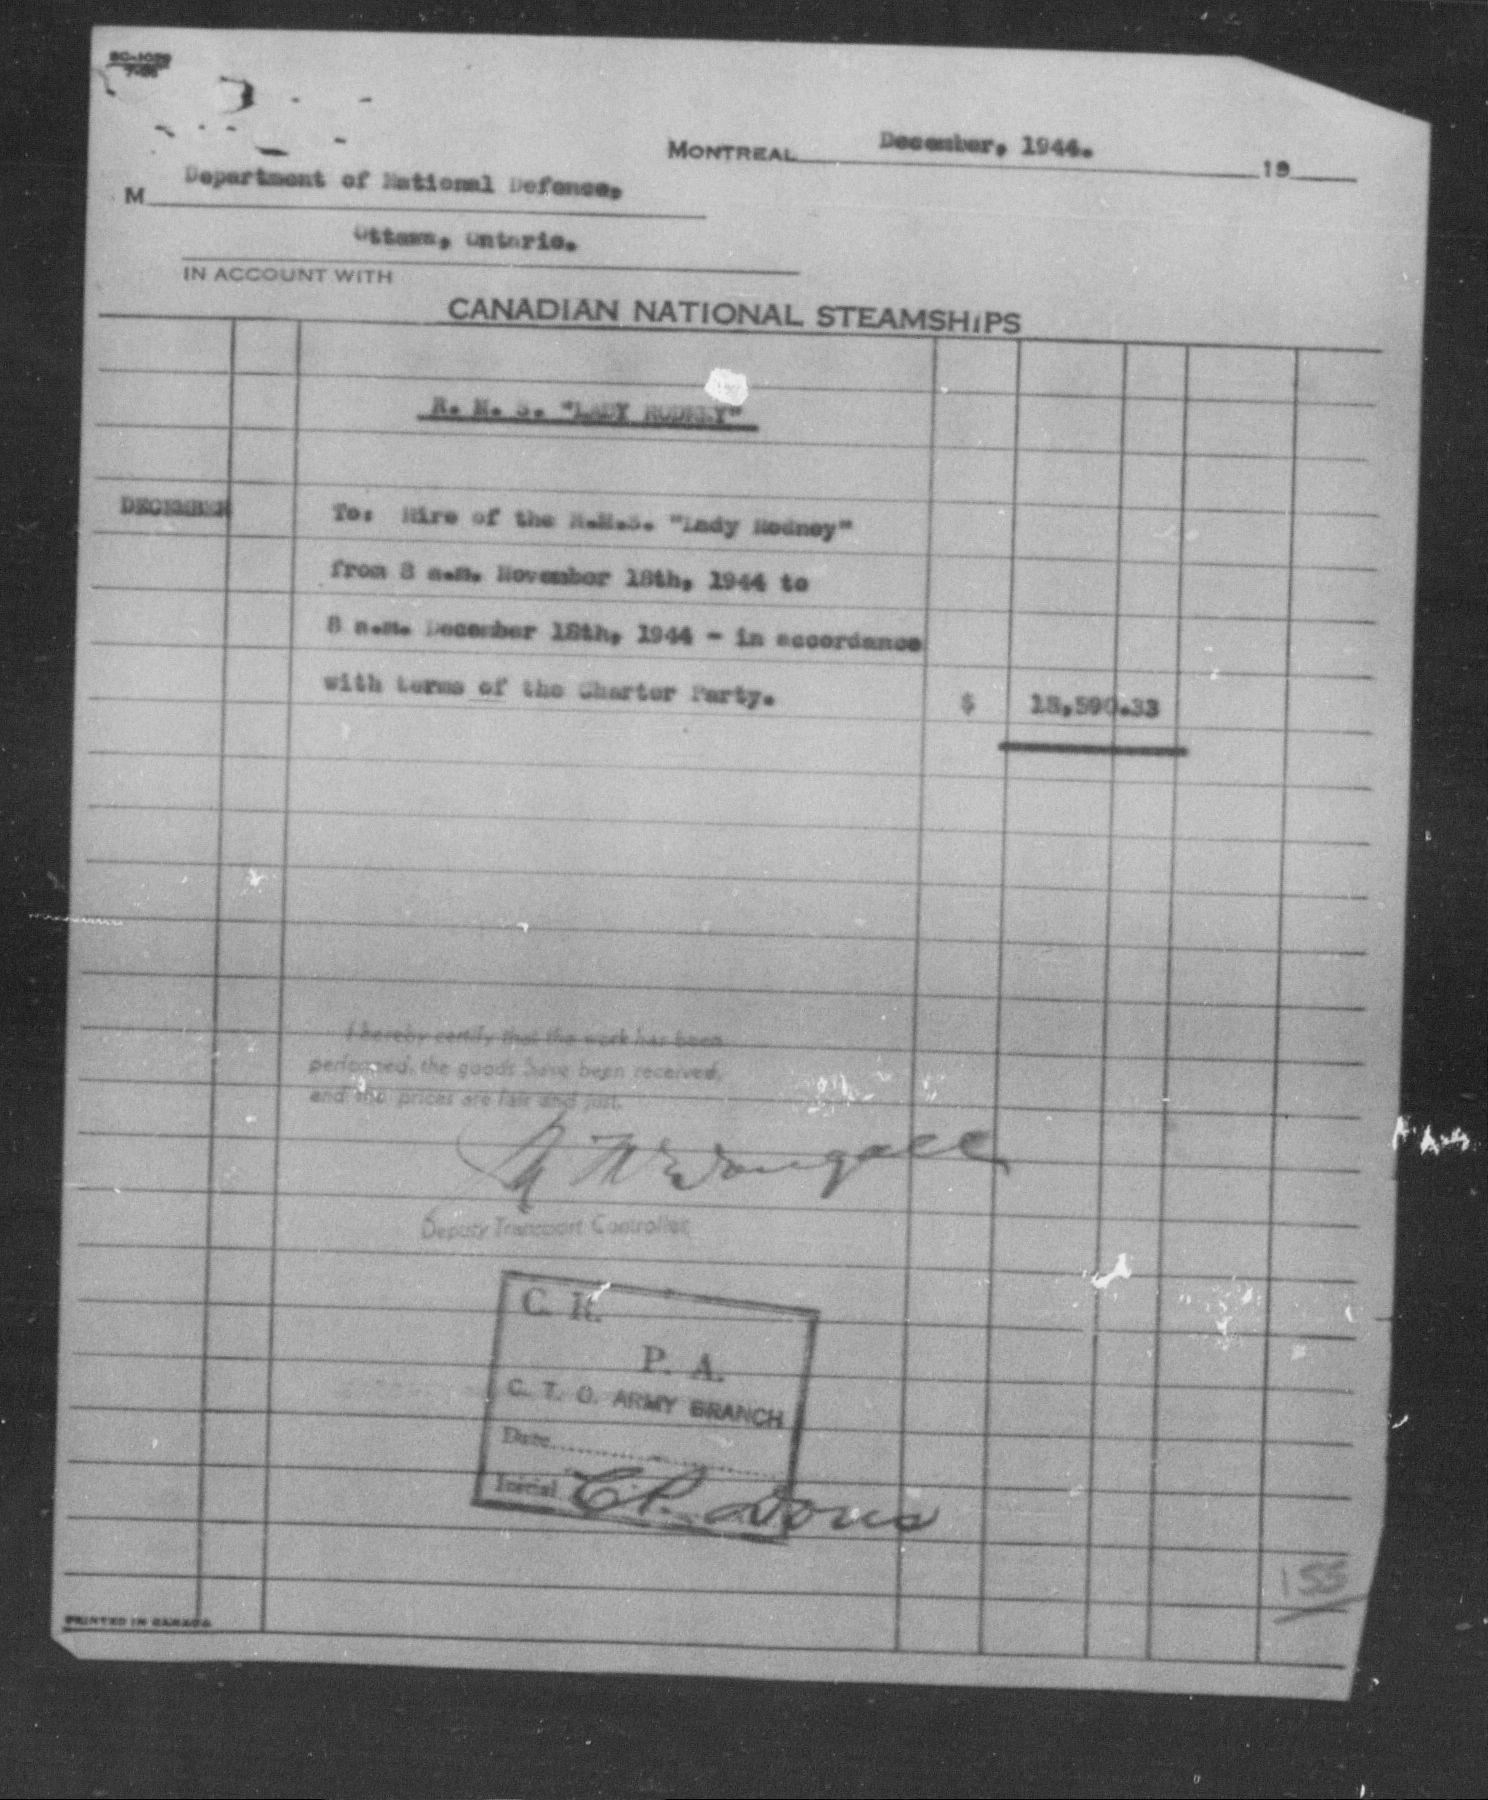 MONTREAL December, 1944. 19
M Department of National Defence,
Ottawa, Ontario.
IN ACCOUNT WITH
CANADIAN NATIONAL STEAMSHIPS
R. M. S. "LADY RODNEY"
DECEMBER To: Hire of the R.M.S. "Lady Rodney"
from 8 a.m. November 18th, 1944 to
8 a.m. December 18th, 1944 - in accordance
with terms of the Charter Party. $ 18,590.33
I hereby certify that the work has been
performed, the goods have been received,
and the prices are fair and just.
Deputy Transport Controller
C. R.
P. A.
C. T. O. ARMY BRANCH
Date
Initial
155
PRINTED IN CANADA